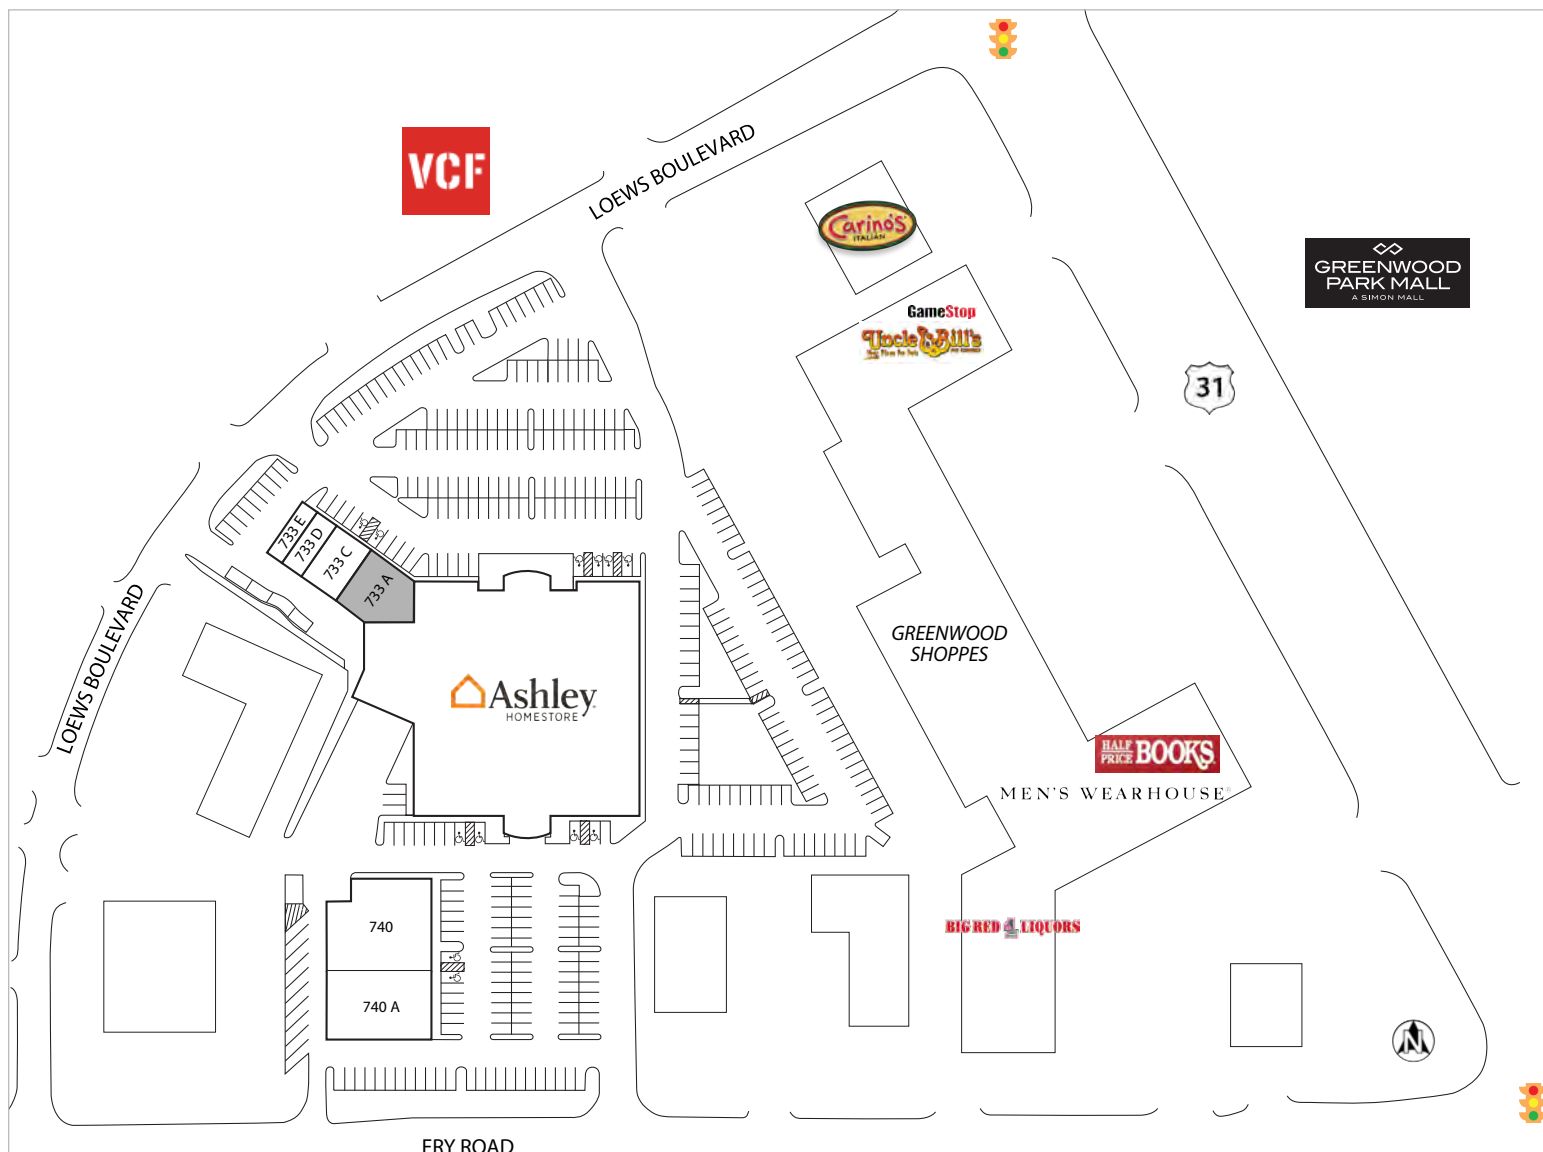 VCF
LOEWS BOULEVARD
Carino's
ITALIAN
GREENWOOD
PARK MALL
A SIMON MALL
GameStop
Uncle Bill's
31
733 E
733 D
733 C
733 A
LOEWS BOULEVARD
GREENWOOD
SHOPPES
Ashley
HOMESTORE
HALF
PRICE
BOOKS
MEN'S WEARHOUSE®
740
BIG RED LIQUORS
740 A
N
FRY ROAD